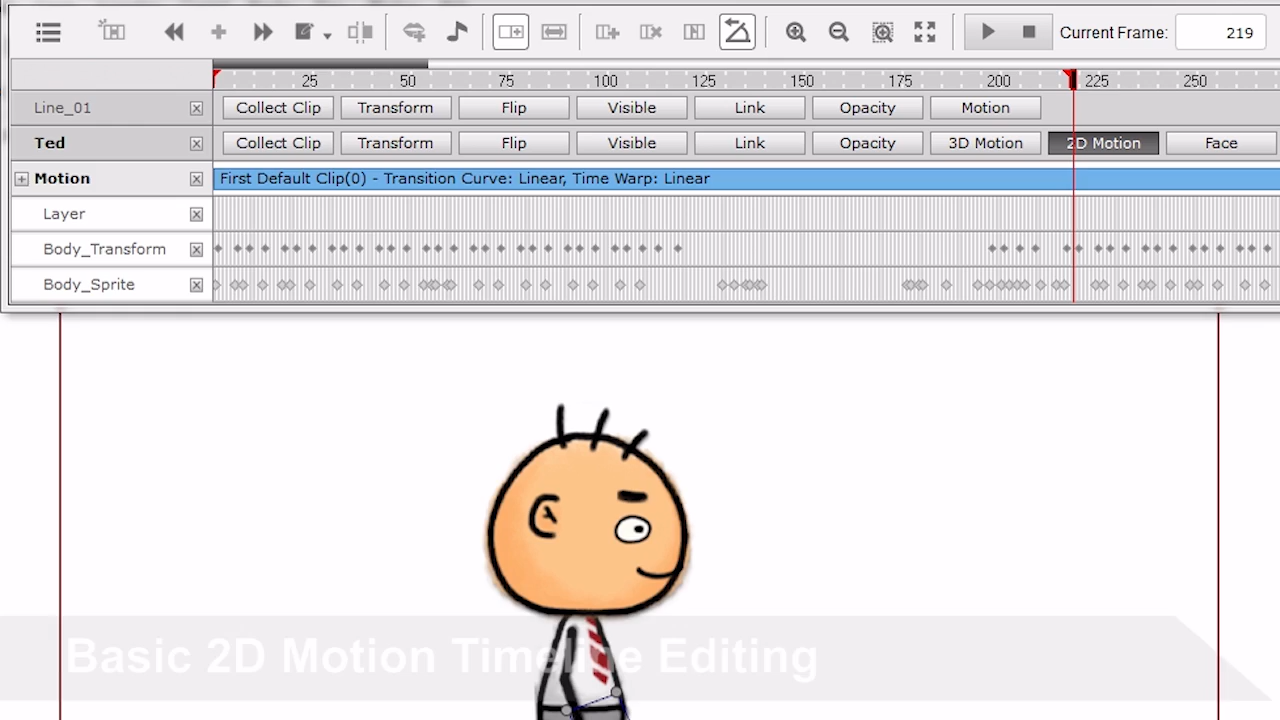 Current Frame: 219
25 50 75 100 125 150 175 200 225 250
Line_01 Collect Clip Transform Flip Visible Link Opacity Motion
Ted Collect Clip Transform Flip Visible Link Opacity 3D Motion 2D Motion Face
Motion First Default Clip(0) - Transition Curve: Linear, Time Warp: Linear
Layer
Body_Transform
Body_Sprite
Basic 2D Motion Timeline Editing